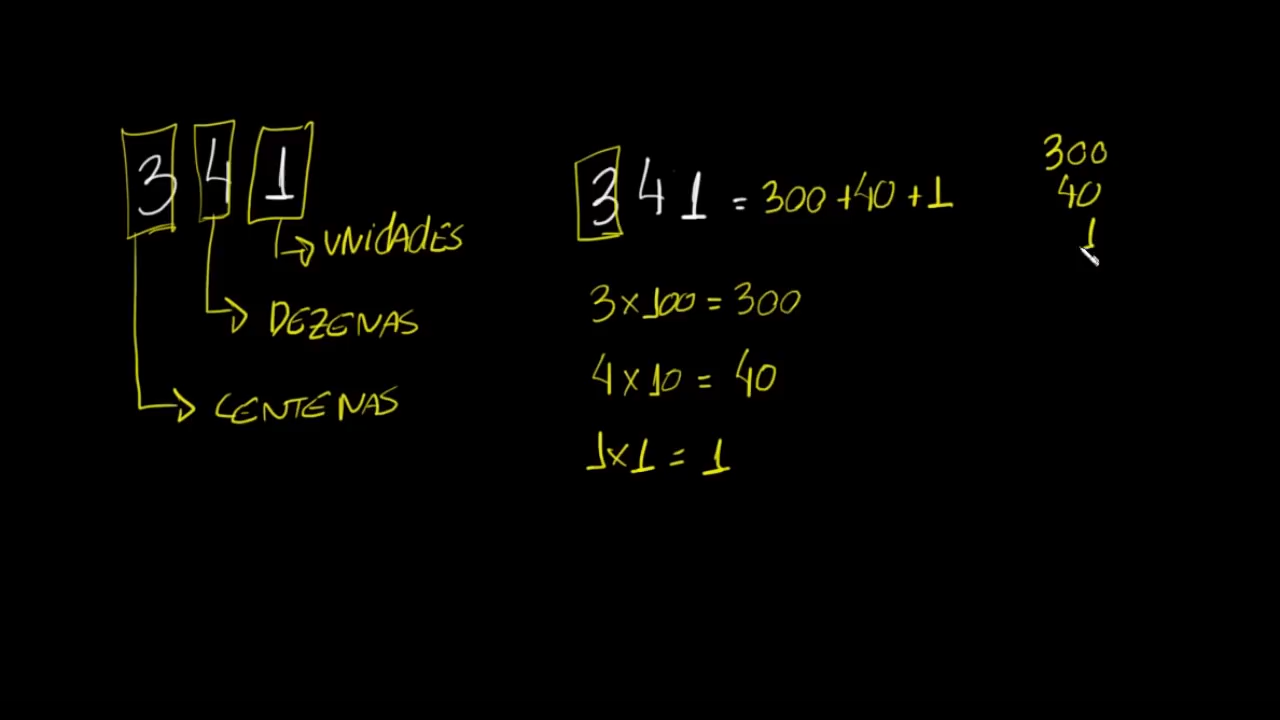 3 4 1
UNIDADES
DEZENAS
CENTENAS
3 4 1 = 300 + 40 + 1
3 x 100 = 300
4 x 10 = 40
1 x 1 = 1
300
40
1